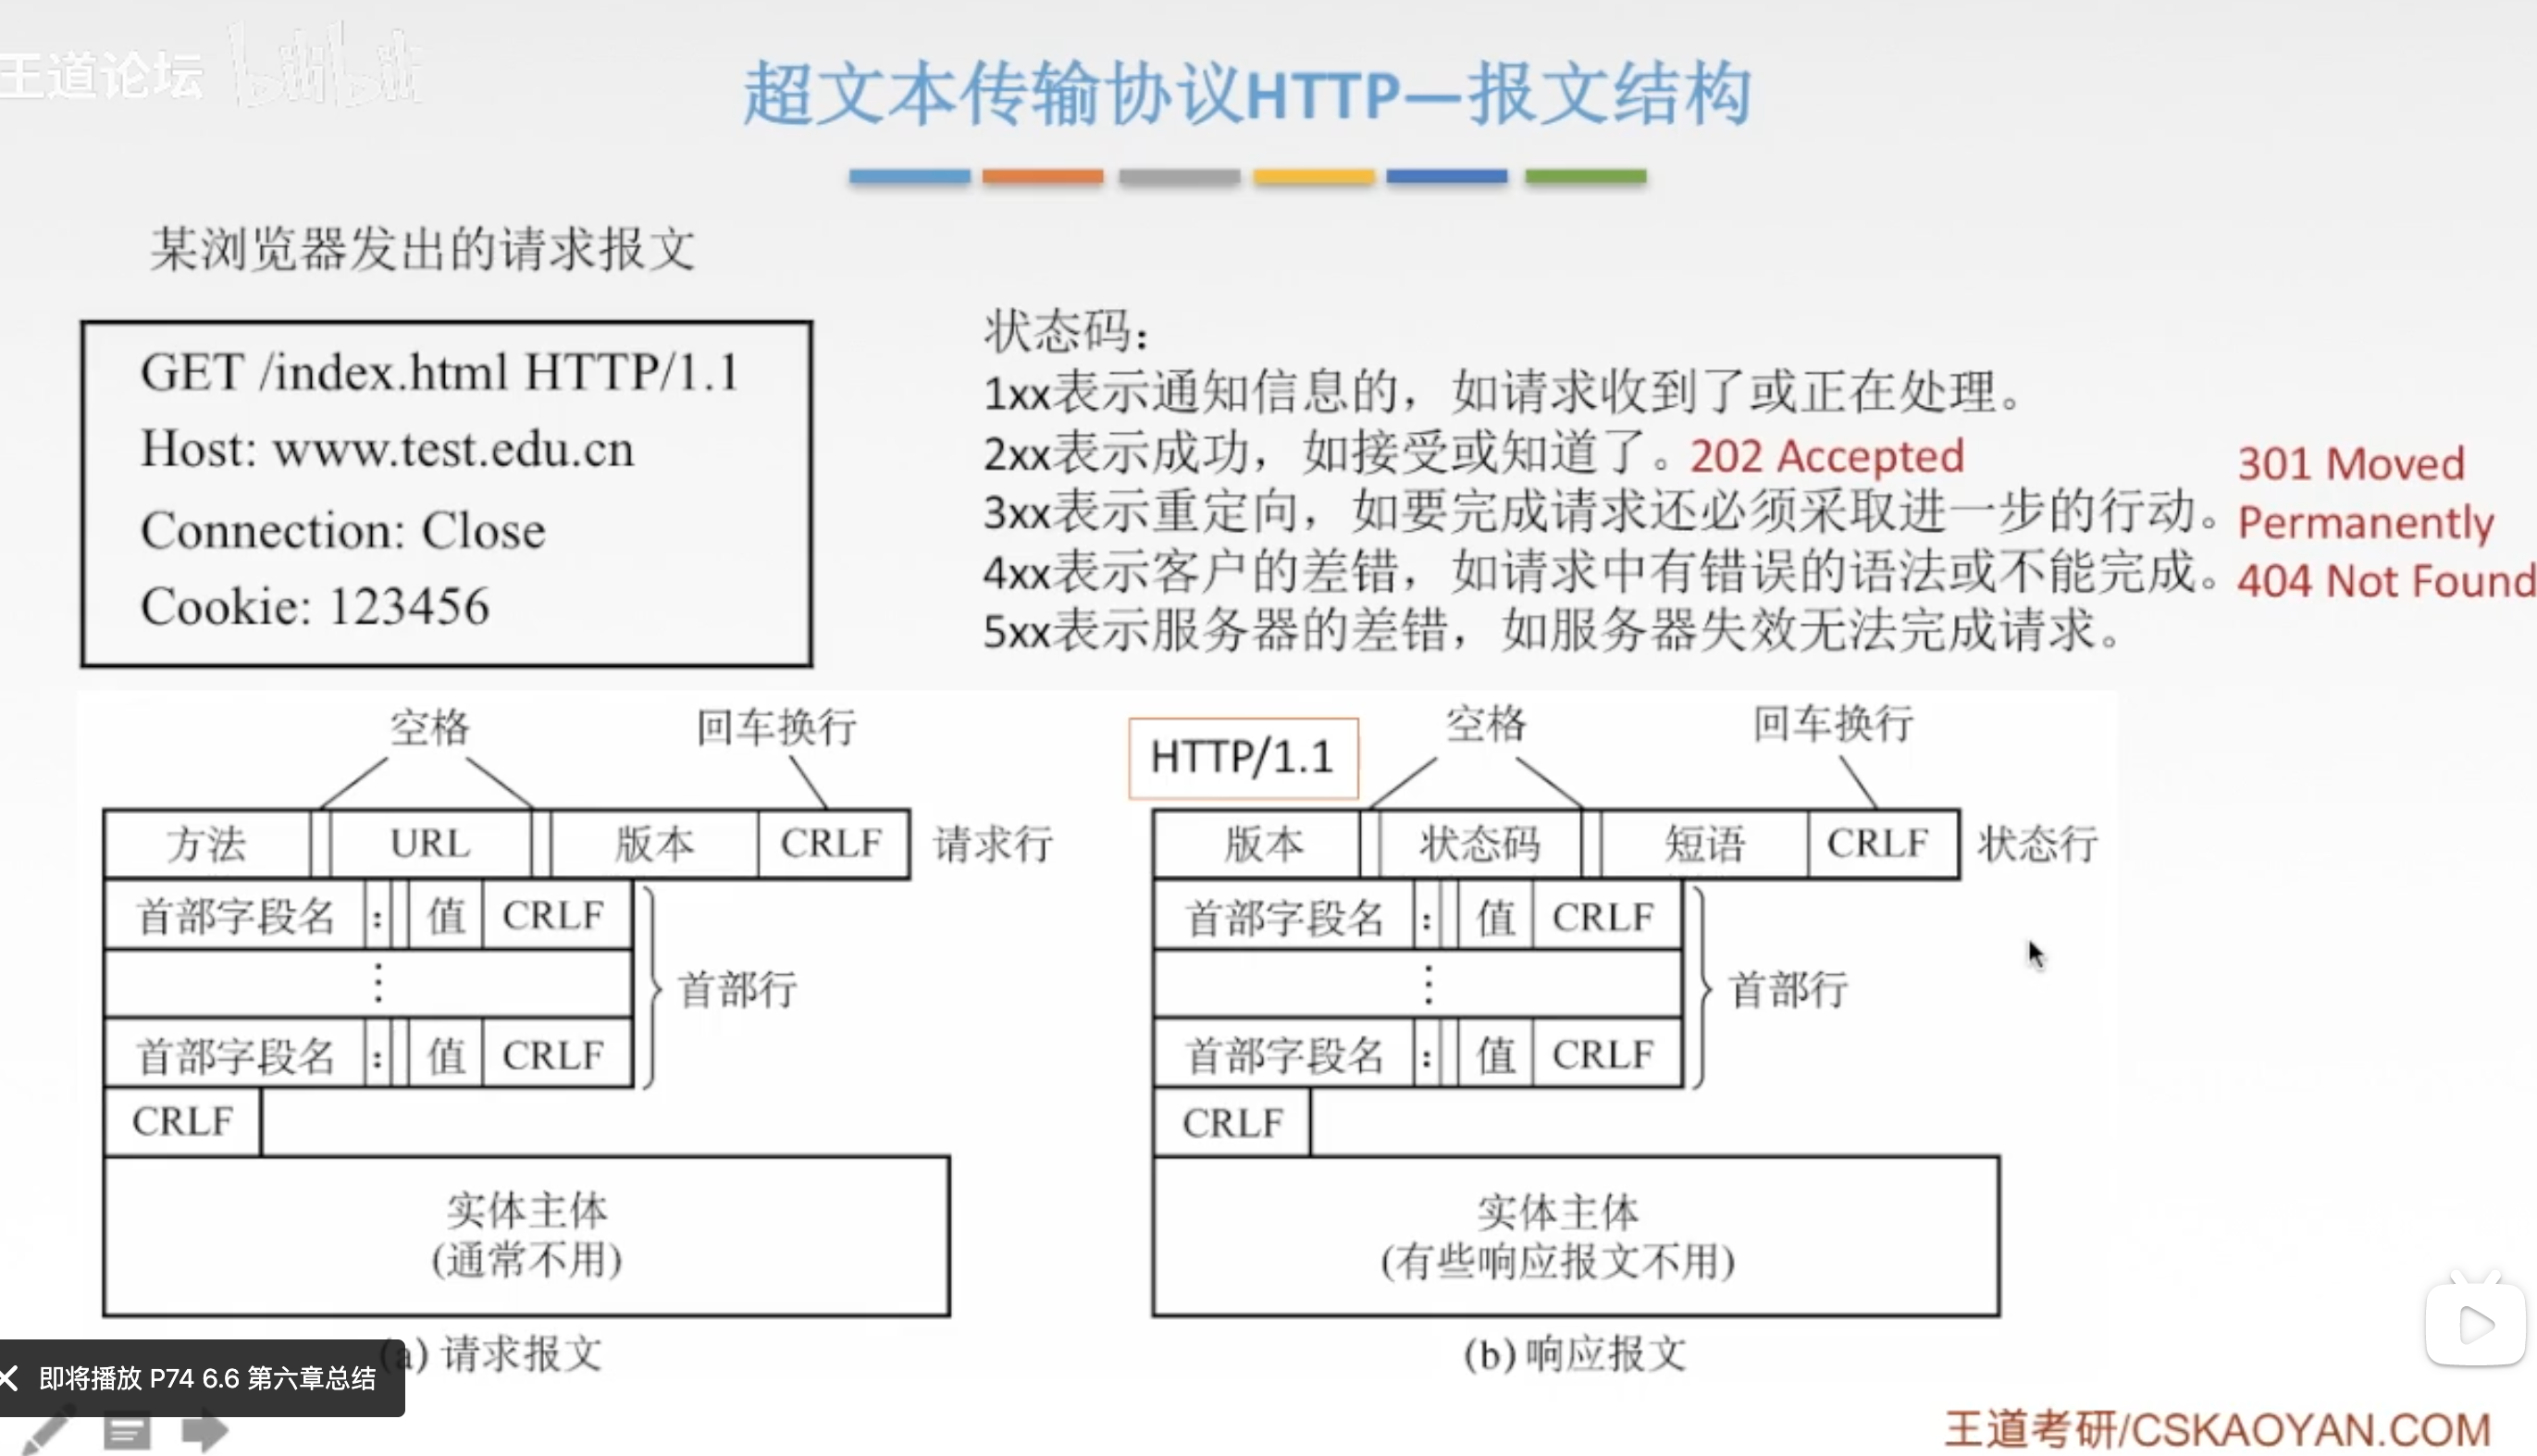 王道论坛 bilibili
超文本传输协议HTTP—报文结构
某浏览器发出的请求报文
GET /index.html HTTP/1.1
Host: www.test.edu.cn
Connection: Close
Cookie: 123456
状态码：
1xx表示通知信息的，如请求收到了或正在处理。
2xx表示成功，如接受或知道了。202 Accepted
3xx表示重定向，如要完成请求还必须采取进一步的行动。
4xx表示客户的差错，如请求中有错误的语法或不能完成。
5xx表示服务器的差错，如服务器失效无法完成请求。
301 Moved
Permanently
404 Not Found
空格 回车换行
方法 URL 版本 CRLF 请求行
首部字段名 : 值 CRLF
⋮
首部行
首部字段名 : 值 CRLF
CRLF
实体主体
(通常不用)
(a) 请求报文
HTTP/1.1
空格 回车换行
版本 状态码 短语 CRLF 状态行
首部字段名 : 值 CRLF
⋮
首部行
首部字段名 : 值 CRLF
CRLF
实体主体
(有些响应报文不用)
(b) 响应报文
即将播放 P74 6.6 第六章总结
王道考研/CSKAOYAN.COM